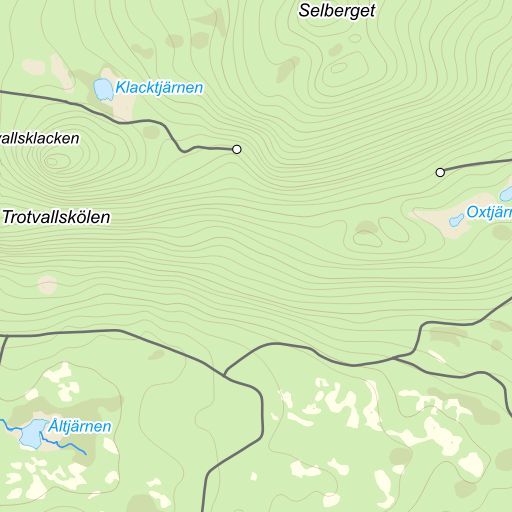 Selberget
Klacktjärnen
vallsklacken
Trotvallskölen
Oxtjärn
Åltjärnen